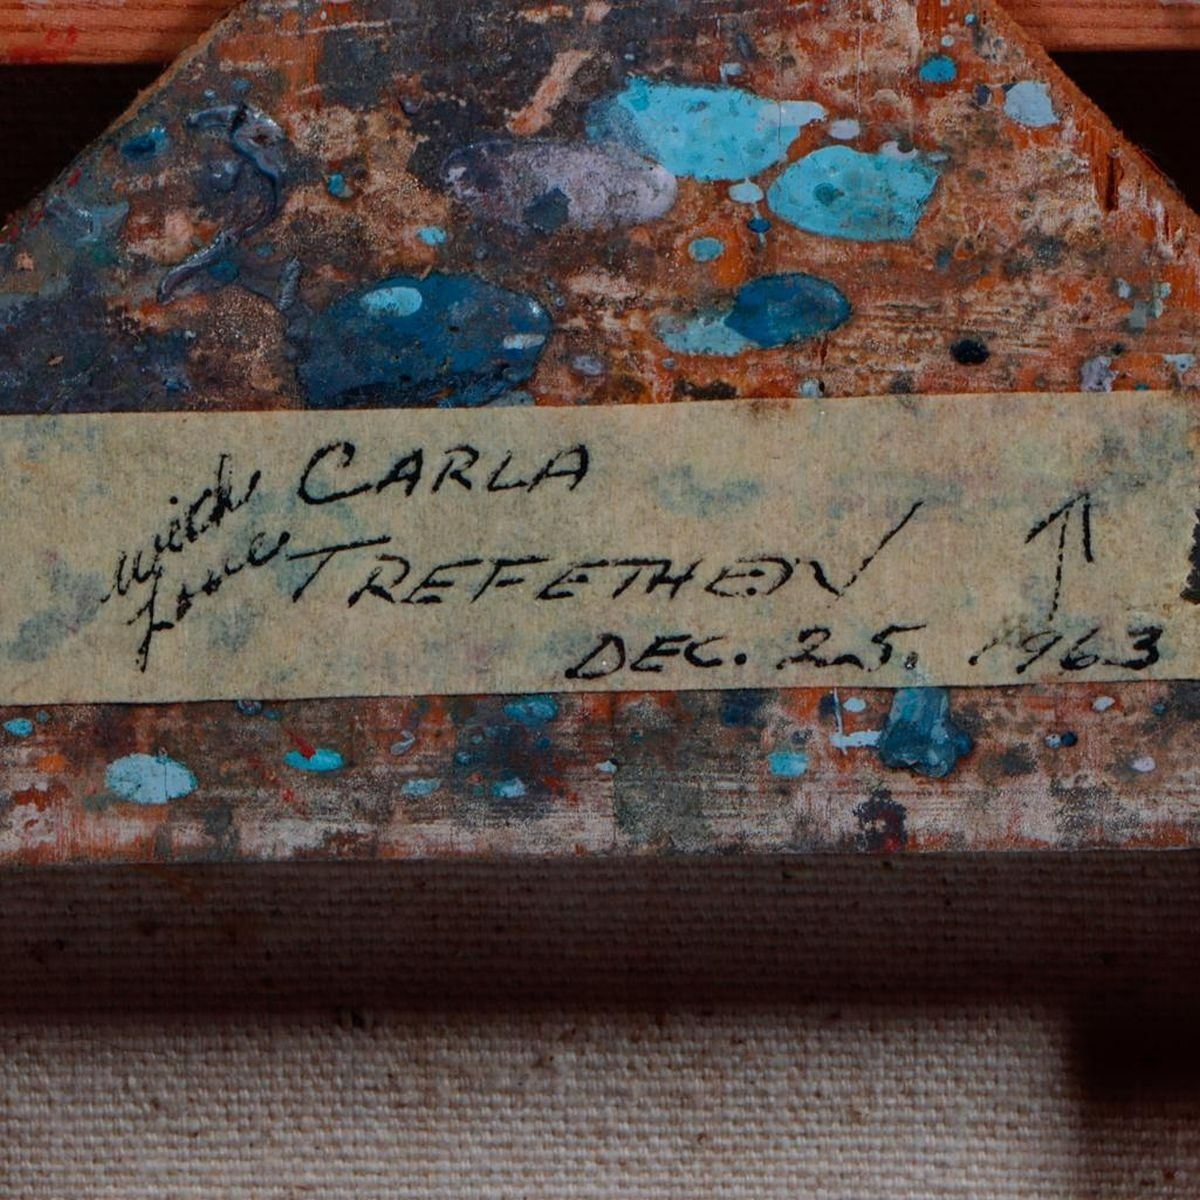 with CARLA
Love TREFETHEN ↑
DEC. 25. 1963